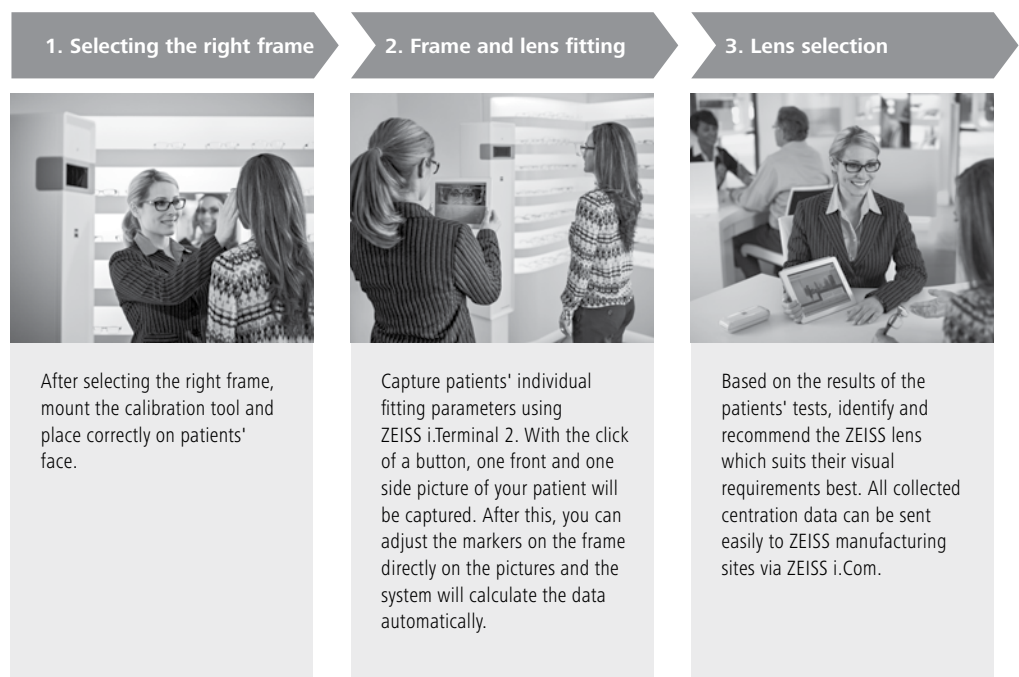 1. Selecting the right frame
After selecting the right frame,
mount the calibration tool and
place correctly on patients'
face.
2. Frame and lens fitting
Capture patients' individual
fitting parameters using
ZEISS i.Terminal 2. With the click
of a button, one front and one
side picture of your patient will
be captured. After this, you can
adjust the markers on the frame
directly on the pictures and the
system will calculate the data
automatically.
3. Lens selection
Based on the results of the
patients' tests, identify and
recommend the ZEISS lens
which suits their visual
requirements best. All collected
centration data can be sent
easily to ZEISS manufacturing
sites via ZEISS i.Com.